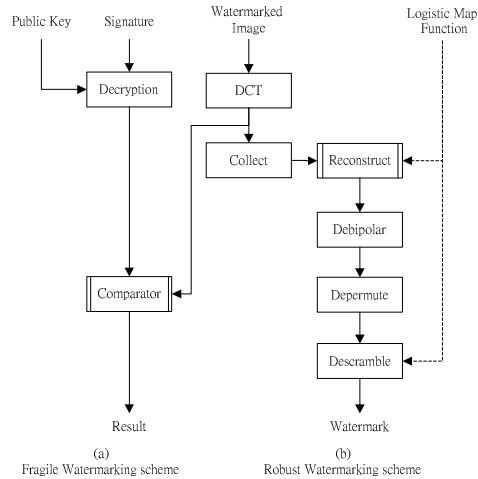 Public Key
Signature
Watermarked
Image
Logistic Map
Function
Decryption
DCT
Collect
Reconstruct
Debipolar
Comparator
Depermute
Descramble
Result
Watermark
(a)
Fragile Watermarking scheme
(b)
Robust Watermarking scheme